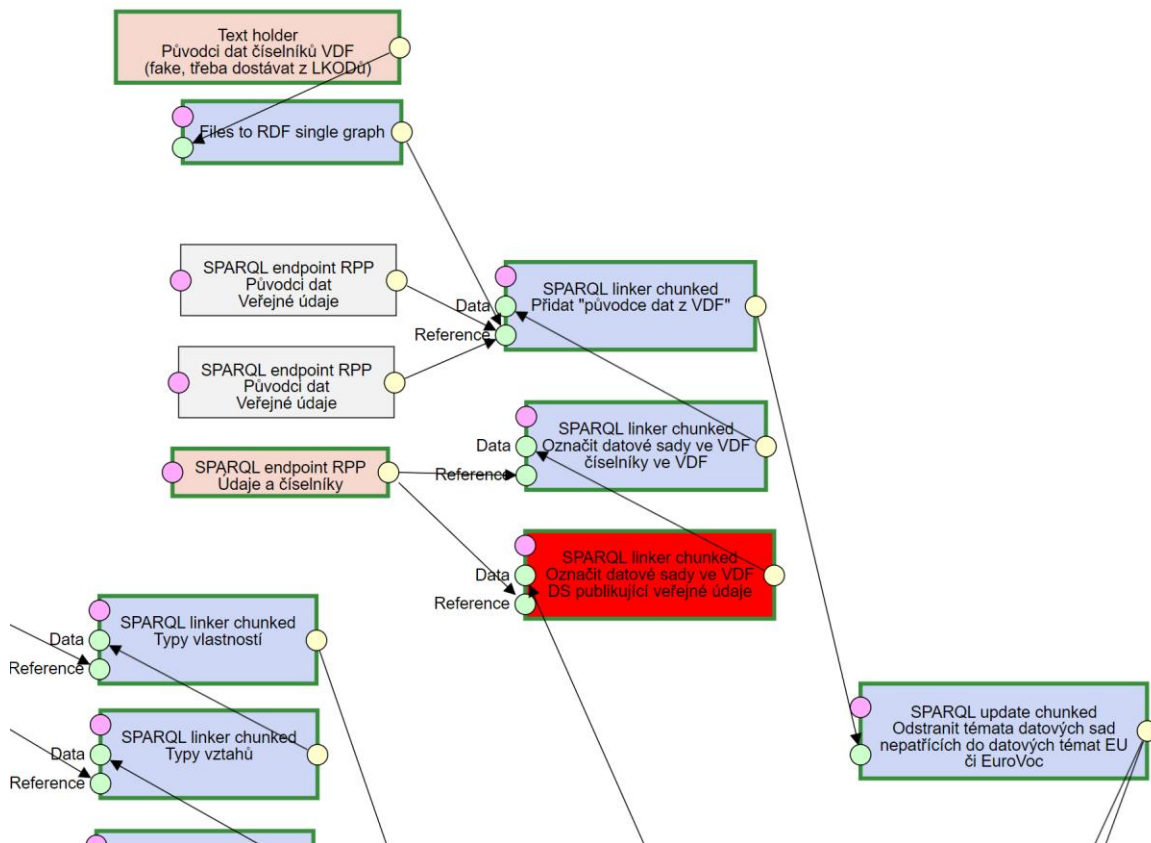 Text holder
Původci dat číselníků VDF
(fake, třeba dostávat z LKODů)
Files to RDF single graph
SPARQL endpoint RPP
Původci dat
Veřejné údaje
SPARQL linker chunked
Přidat "původce dat z VDF"
Data
Reference
SPARQL endpoint RPP
Původci dat
Veřejné údaje
SPARQL linker chunked
Označit datové sady ve VDF
číselníky ve VDF
Data
Reference
SPARQL endpoint RPP
Údaje a číselníky
SPARQL linker chunked
Označit datové sady ve VDF
DS publikující veřejné údaje
Data
Reference
SPARQL linker chunked
Typy vlastností
Data
Reference
SPARQL update chunked
Odstranit témata datových sad
nepatřících do datových témat EU
či EuroVoc
SPARQL linker chunked
Typy vztahů
Data
Reference